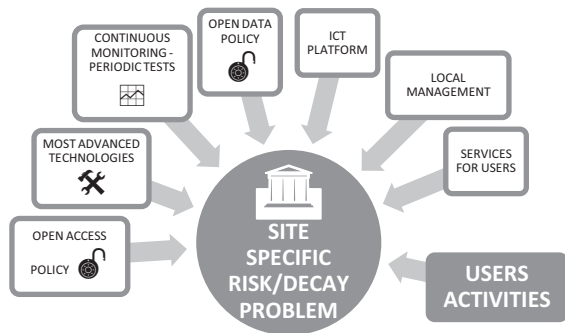 OPEN DATA
POLICY
CONTINUOUS
MONITORING -
PERIODIC TESTS
ICT
PLATFORM
LOCAL
MANAGEMENT
MOST ADVANCED
TECHNOLOGIES
SERVICES
FOR USERS
OPEN ACCESS
POLICY
SITE
SPECIFIC
RISK/DECAY
PROBLEM
USERS
ACTIVITIES